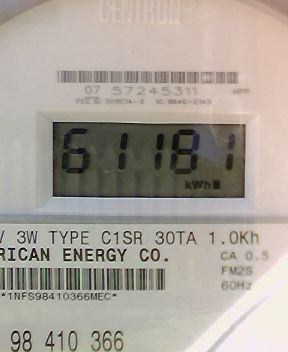 CENTRON
07 57245311
61181
kWh
V 3W TYPE C1SR 30TA 1.0Kh
RICAN ENERGY CO. CA 0.5
FM2S
*1NFS98410366MEC* 60Hz
98 410 366